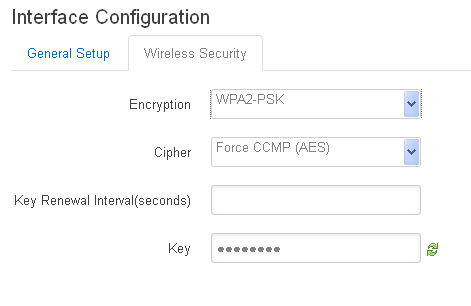 Interface Configuration
General Setup Wireless Security
Encryption WPA2-PSK
Cipher Force CCMP (AES)
Key Renewal Interval(seconds)
Key ●●●●●●●●